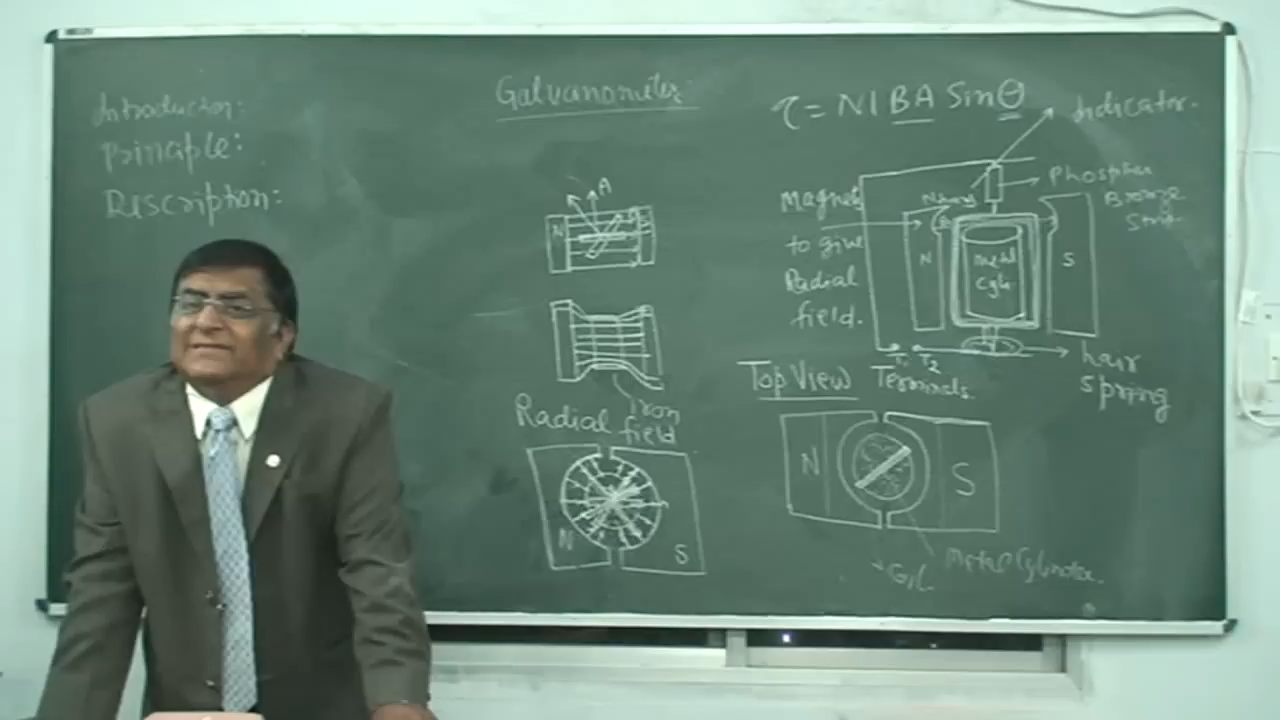 Introduction:
Principle:
Description:
Galvanometer
τ = NIBA Sinθ
Indicator.
Phosphor
Bronze
Strip
Magnet
to give
Radial
field.
N
S
metal
Cyli
A
N
S
iron
Radial field
N
S
T1 T2
Terminals.
hair
spring
Top View
N
S
Metal Cylinder.